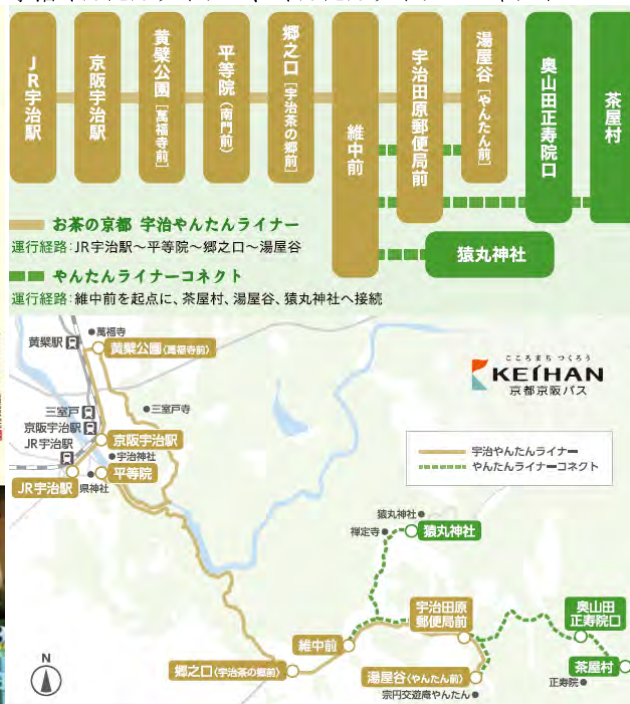 JR宇治駅
京阪宇治駅
黄檗公園[萬福寺前]
平等院(南門前)
郷之口[宇治茶の郷前]
維中前
宇治田原郵便局前
湯屋谷[やんたん前]
奥山田正寿院口
茶屋村
猿丸神社
お茶の京都 宇治やんたんライナー
運行経路:JR宇治駅~平等院~郷之口~湯屋谷
やんたんライナーコネクト
運行経路:維中前を起点に、茶屋村、湯屋谷、猿丸神社へ接続
こころまちつくろう
KEIHAN
京都京阪バス
宇治やんたんライナー
やんたんライナーコネクト
萬福寺
黄檗駅
黄檗公園(萬福寺前)
三室戸寺
三室戸
京阪宇治駅
JR宇治駅
京阪宇治駅
宇治神社
平等院
JR宇治駅
県神社
猿丸神社
禅定寺
猿丸神社
宇治田原
郵便局前
奥山田
正寿院口
維中前
茶屋村
郷之口(宇治茶の郷前)
湯屋谷(やんたん前)
正寿院
宗円交遊庵やんたん
N